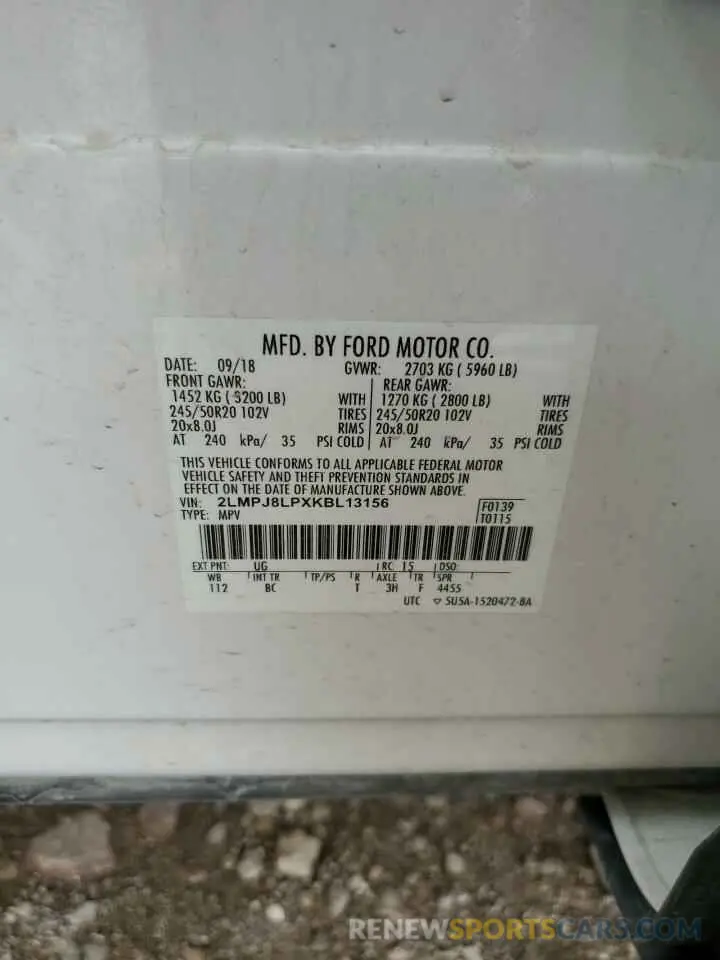 MFD. BY FORD MOTOR CO.
DATE: 09/18 GVWR: 2703 KG ( 5960 LB)
FRONT GAWR: REAR GAWR:
1452 KG ( 3200 LB) WITH 1270 KG ( 2800 LB) WITH
245/50R20 102V TIRES 245/50R20 102V TIRES
20x8.0J RIMS 20x8.0J RIMS
AT 240 kPa/ 35 PSI COLD AT 240 kPa/ 35 PSI COLD
THIS VEHICLE CONFORMS TO ALL APPLICABLE FEDERAL MOTOR
VEHICLE SAFETY AND THEFT PREVENTION STANDARDS IN
EFFECT ON THE DATE OF MANUFACTURE SHOWN ABOVE.
VIN: 2LMPJ8LPXKBL13156 F0139
TYPE: MPV T0115
EXT PNT: UG RC: 15 DSO:
WB INT TR TP/PS R AXLE TR SPR
112 BC T 3H F 4455
UTC ▽ 5U5A-1520472-BA
RENEWSPORTSCARS.COM